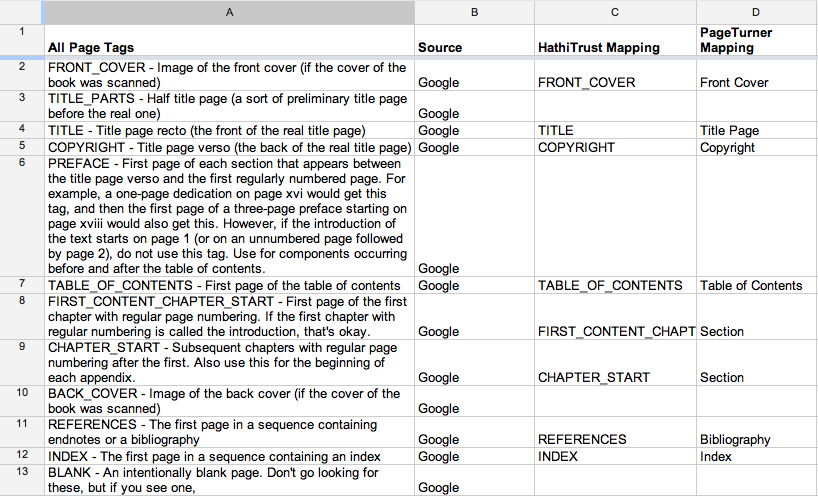 A B C D
1 All Page Tags Source HathiTrust Mapping PageTurner
Mapping
2 FRONT_COVER - Image of the front cover (if the cover of the
book was scanned) Google FRONT_COVER Front Cover
3 TITLE_PARTS - Half title page (a sort of preliminary title page
before the real one) Google
4 TITLE - Title page recto (the front of the real title page) Google TITLE Title Page
5 COPYRIGHT - Title page verso (the back of the real title page) Google COPYRIGHT Copyright
6 PREFACE - First page of each section that appears between
the title page verso and the first regularly numbered page. For
example, a one-page dedication on page xvi would get this
tag, and then the first page of a three-page preface starting on
page xviii would also get this. However, if the introduction of
the text starts on page 1 (or on an unnumbered page followed
by page 2), do not use this tag. Use for components occurring
before and after the table of contents. Google
7 TABLE_OF_CONTENTS - First page of the table of contents Google TABLE_OF_CONTENTS Table of Contents
8 FIRST_CONTENT_CHAPTER_START - First page of the first
chapter with regular page numbering. If the first chapter with
regular numbering is called the introduction, that's okay. Google FIRST_CONTENT_CHAPT Section
9 CHAPTER_START - Subsequent chapters with regular page
numbering after the first. Also use this for the beginning of
each appendix. Google CHAPTER_START Section
10 BACK_COVER - Image of the back cover (if the cover of the
book was scanned) Google
11 REFERENCES - The first page in a sequence containing
endnotes or a bibliography Google REFERENCES Bibliography
12 INDEX - The first page in a sequence containing an index Google INDEX Index
13 BLANK - An intentionally blank page. Don't go looking for
these, but if you see one, Google